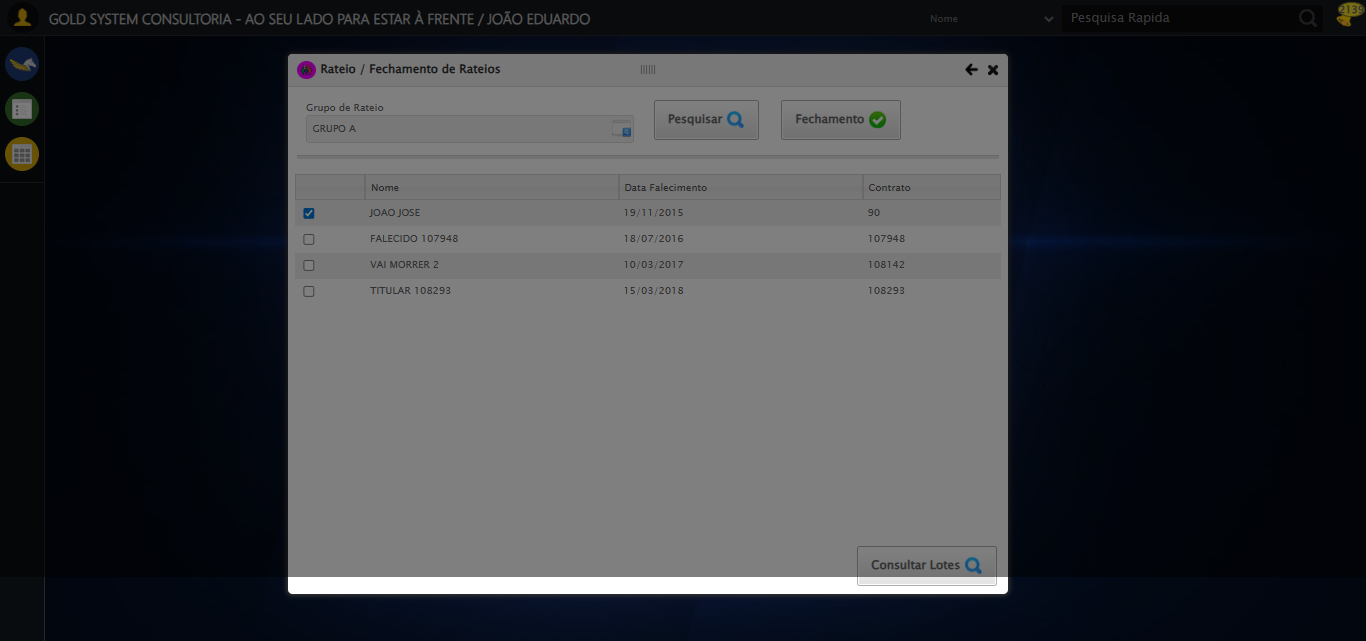 GOLD SYSTEM CONSULTORIA - AO SEU LADO PARA ESTAR À FRENTE / JOÃO EDUARDO
Nome
Pesquisa Rapida
2139
Rateio / Fechamento de Rateios
Grupo de Rateio
GRUPO A
Pesquisar
Fechamento
Nome Data Falecimento Contrato
JOAO JOSE 19/11/2015 90
FALECIDO 107948 18/07/2016 107948
VAI MORRER 2 10/03/2017 108142
TITULAR 108293 15/03/2018 108293
Consultar Lotes